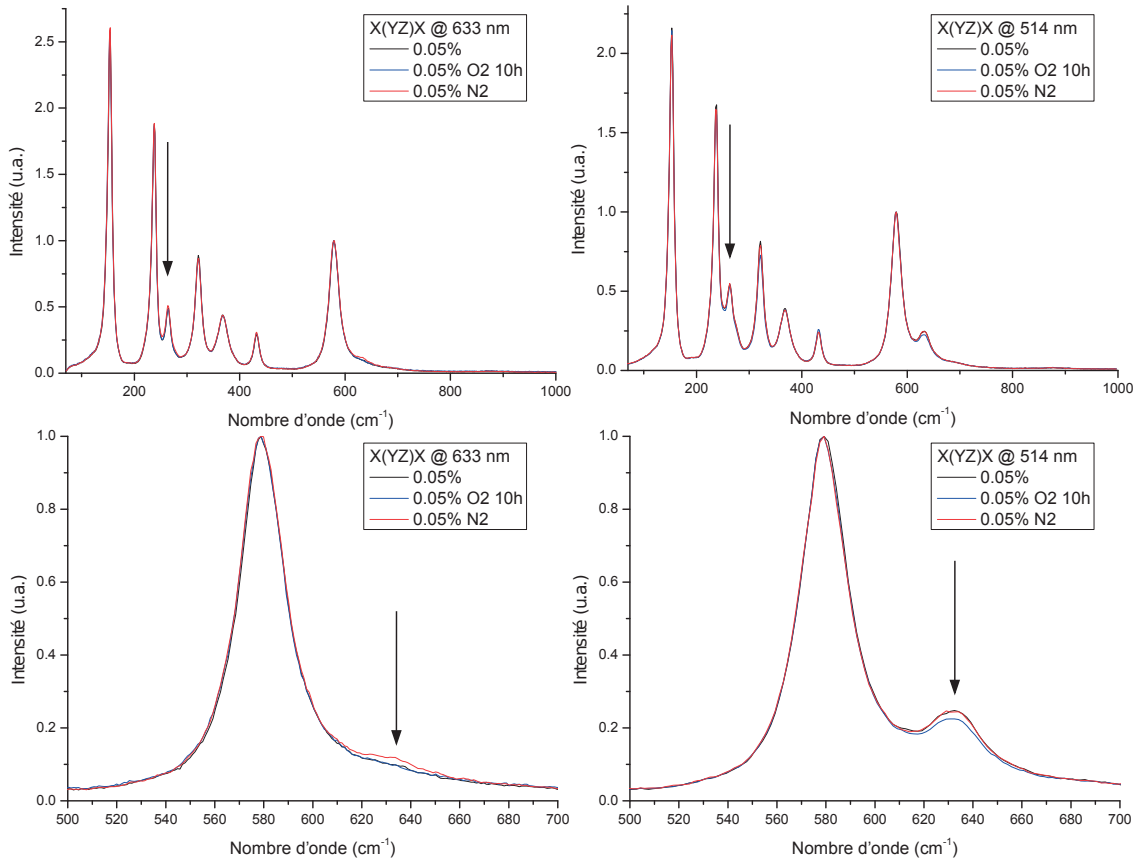 X(YZ)X @ 633 nm
0.05%
0.05% O2 10h
0.05% N2
Intensité (u.a.)
2.5
2.0
1.5
1.0
0.5
0.0
200 400 600 800 1000
Nombre d'onde (cm-1)
X(YZ)X @ 514 nm
0.05%
0.05% O2 10h
0.05% N2
Intensité (u.a.)
2.0
1.5
1.0
0.5
0.0
200 400 600 800 1000
Nombre d'onde (cm-1)
X(YZ)X @ 633 nm
0.05%
0.05% O2 10h
0.05% N2
Intensité (u.a.)
1.0
0.8
0.6
0.4
0.2
0.0
500 520 540 560 580 600 620 640 660 680 700
Nombre d'onde (cm-1)
X(YZ)X @ 514 nm
0.05%
0.05% O2 10h
0.05% N2
Intensité (u.a.)
1.0
0.8
0.6
0.4
0.2
0.0
500 520 540 560 580 600 620 640 660 680 700
Nombre d'onde (cm-1)